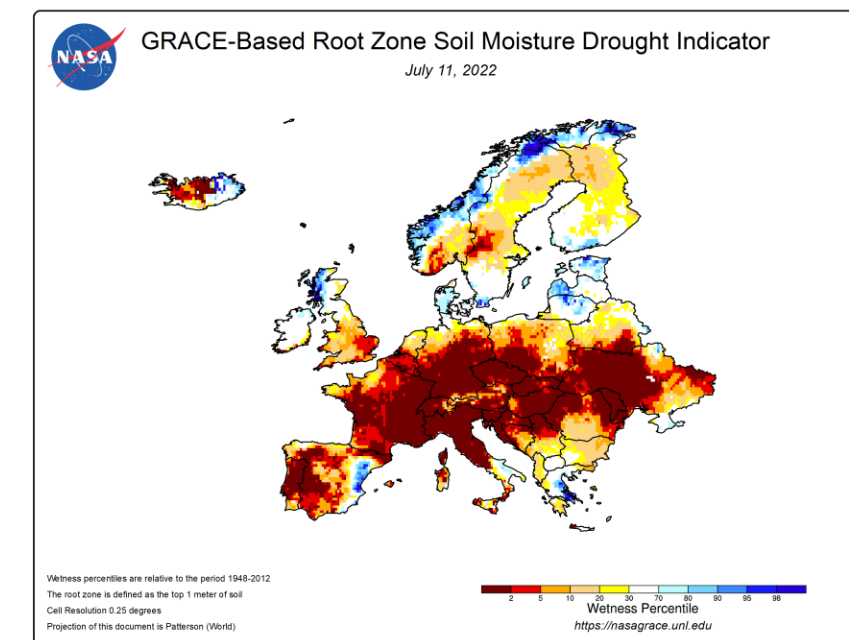 NASA
GRACE-Based Root Zone Soil Moisture Drought Indicator
July 11, 2022
Wetness percentiles are relative to the period 1948-2012
The root zone is defined as the top 1 meter of soil
Cell Resolution 0.25 degrees
Projection of this document is Patterson (World)
2 5 10 20 30 70 80 90 95 98
Wetness Percentile
https://nasagrace.unl.edu